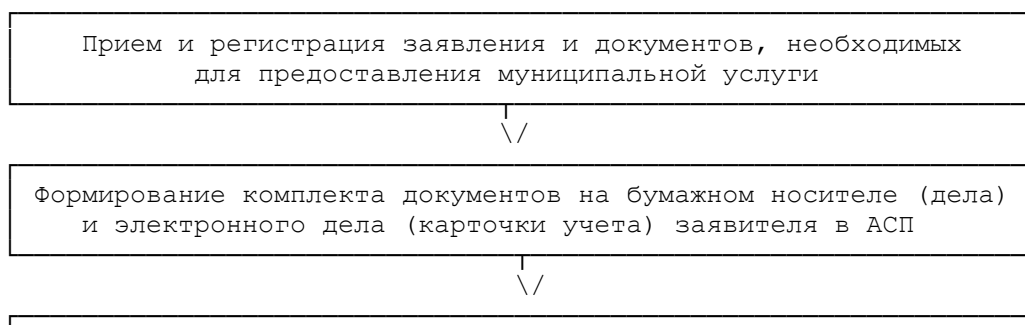 Прием и регистрация заявления и документов, необходимых
для предоставления муниципальной услуги
\/
Формирование комплекта документов на бумажном носителе (дела)
и электронного дела (карточки учета) заявителя в АСП
\/